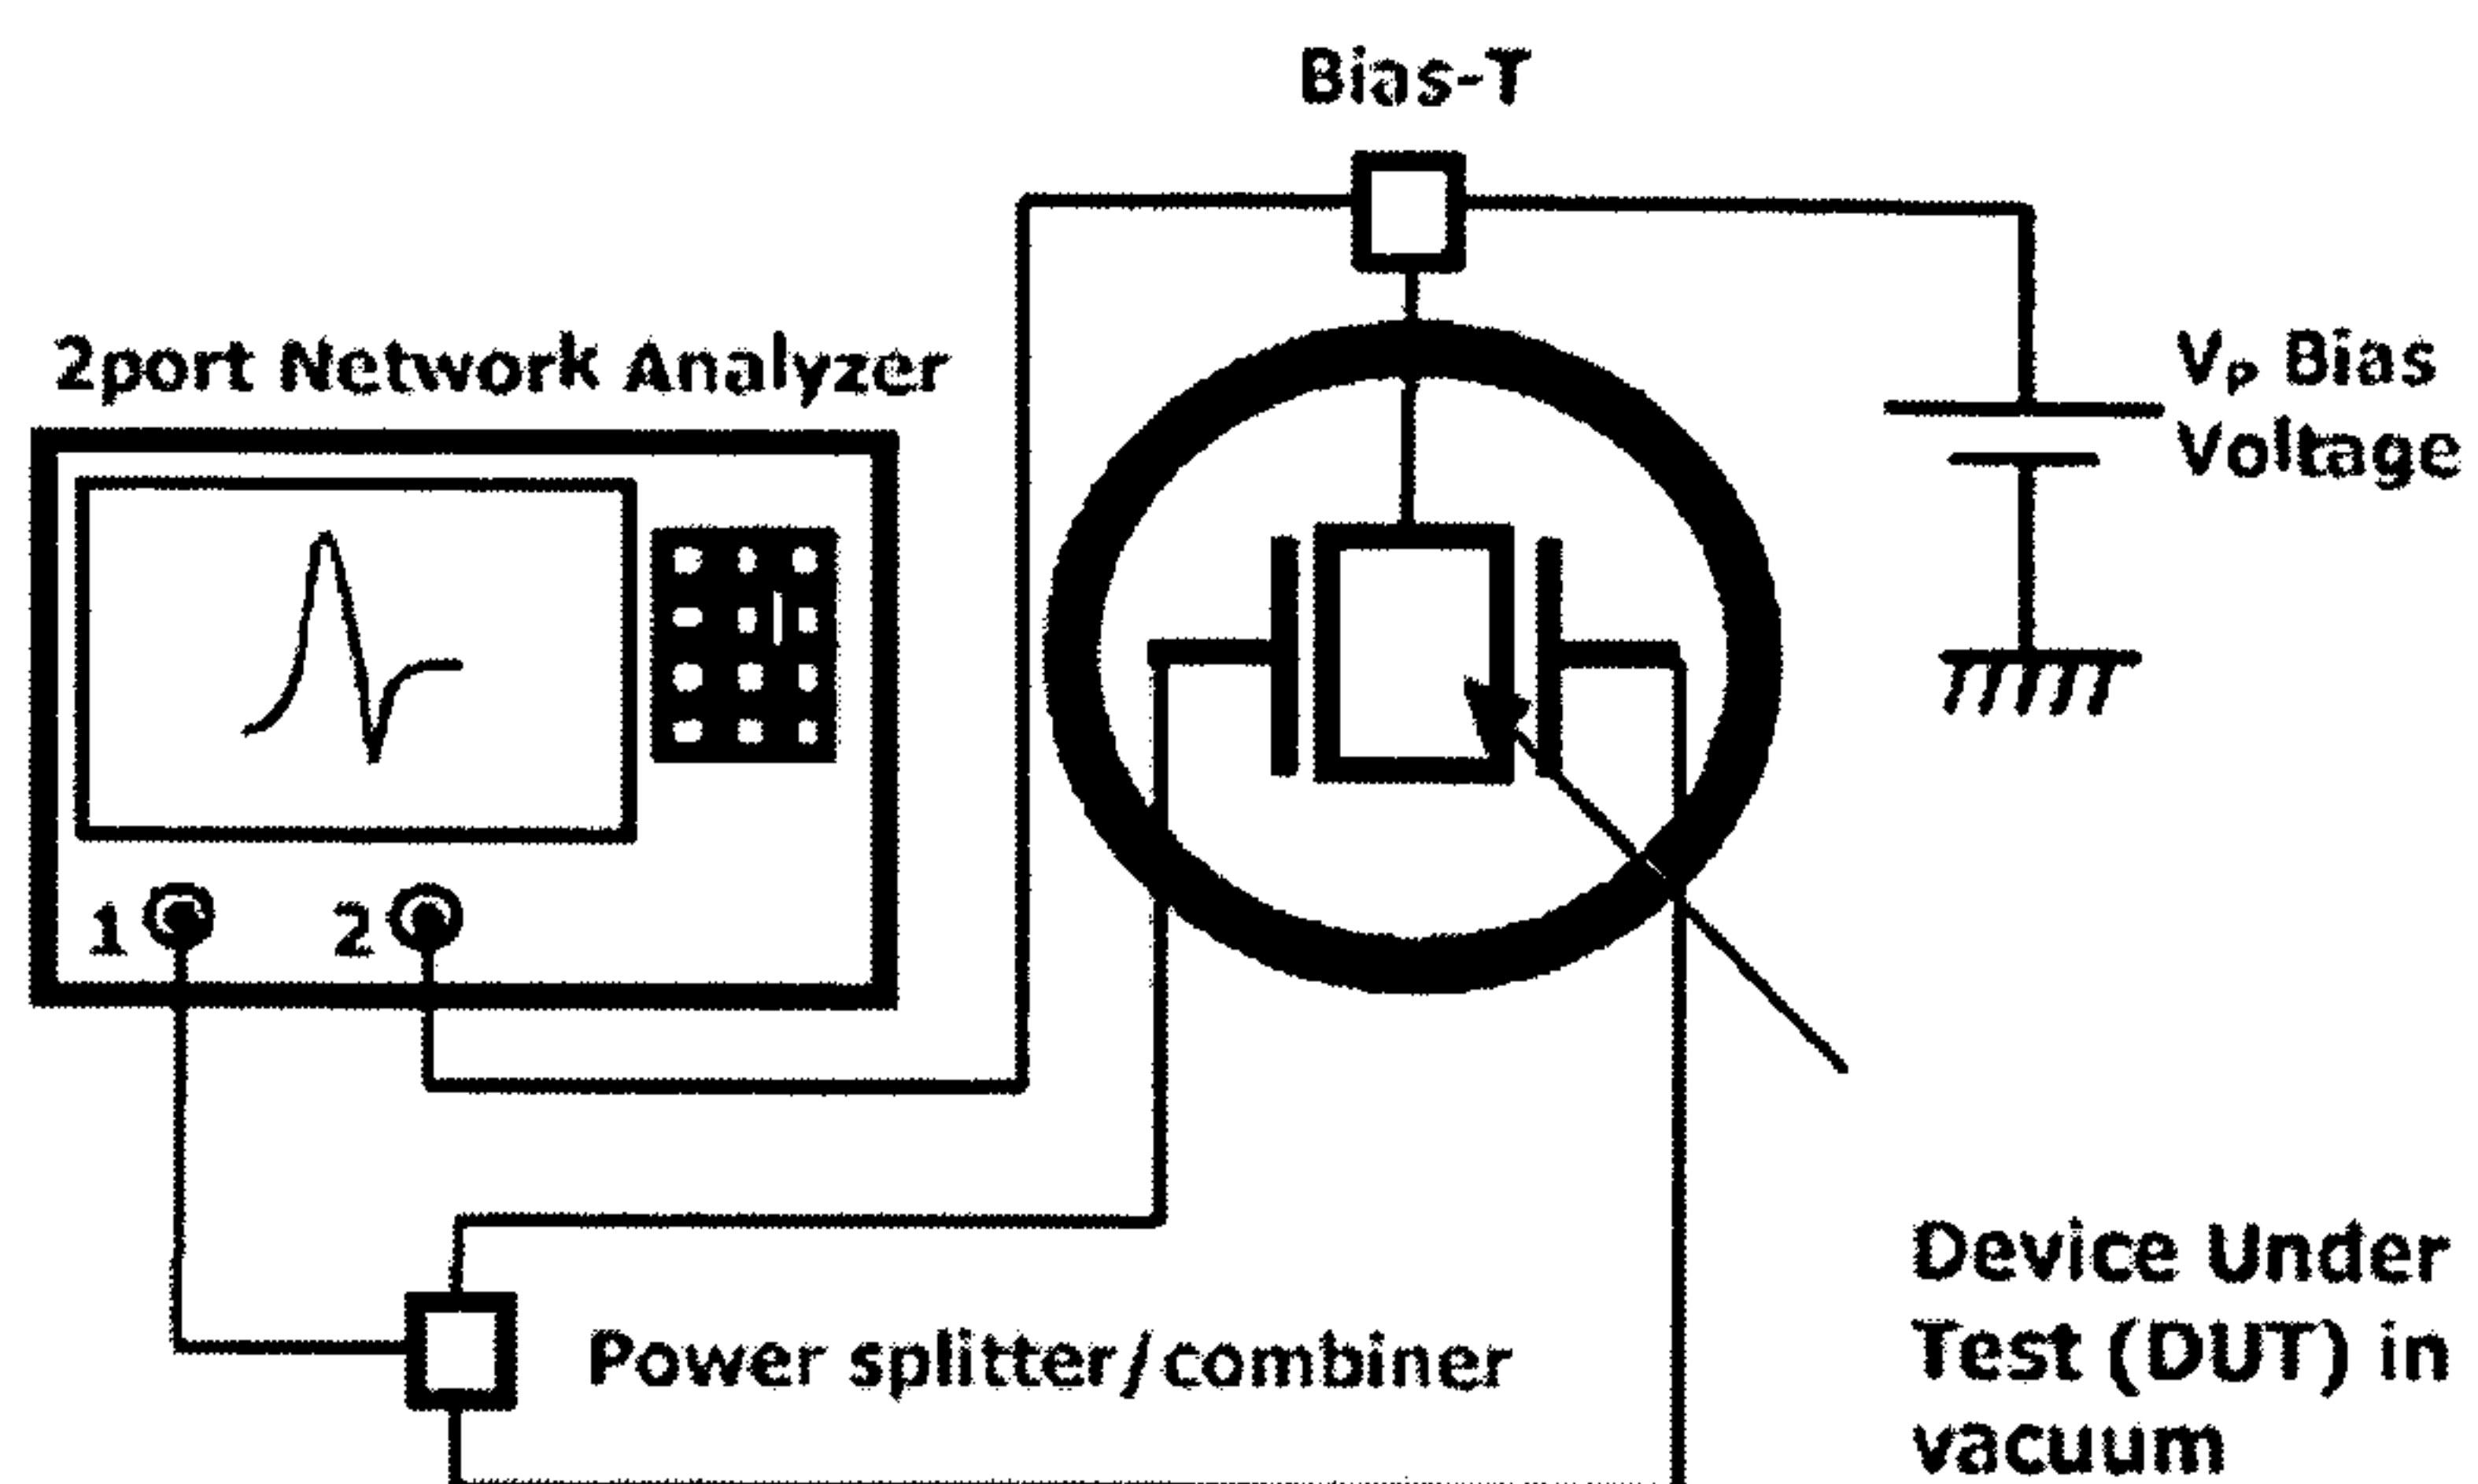 Bias-T
2port Network Analyzer
Vₚ Bias
Voltage
1
2
Power splitter/combiner
Device Under
Test (DUT) in
vacuum